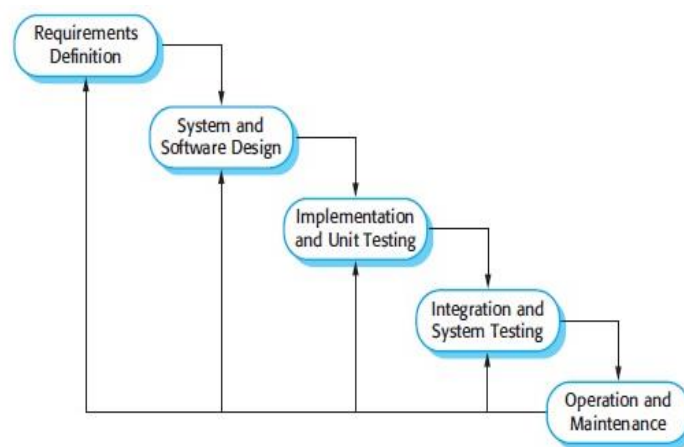 Requirements
Definition
System and
Software Design
Implementation
and Unit Testing
Integration and
System Testing
Operation and
Maintenance